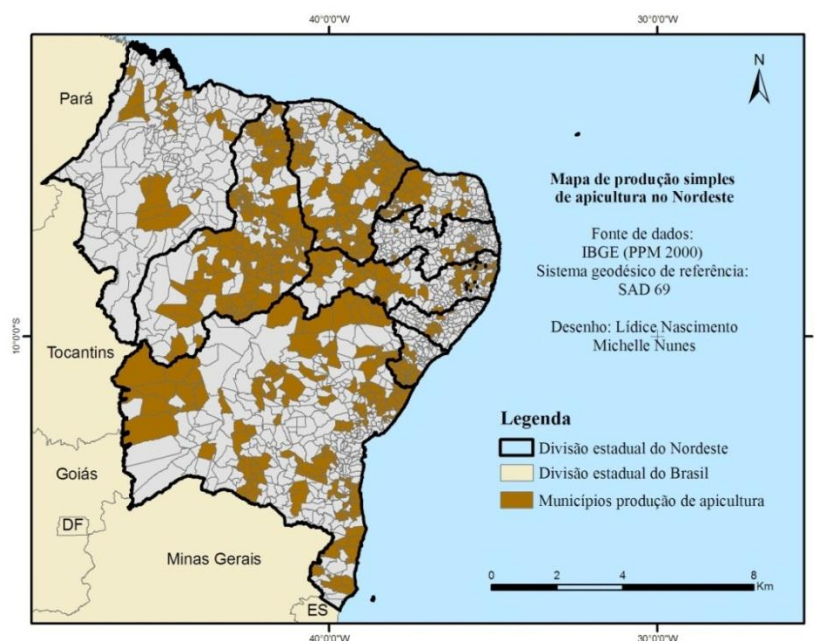 40°0'0"W
30°0'0"W
N
Pará
Mapa de produção simples
de apicultura no Nordeste
Fonte de dados:
IBGE (PPM 2000)
Sistema geodésico de referência:
SAD 69
Desenho: Lídice Nascimento
Michelle Nunes
10°0'0"S
10°0'0"S
Tocantins
Legenda
Divisão estadual do Nordeste
Divisão estadual do Brasil
Municípios produção de apicultura
Goiás
DF
Minas Gerais
ES
0 2 4 8
Km
40°0'0"W
30°0'0"W